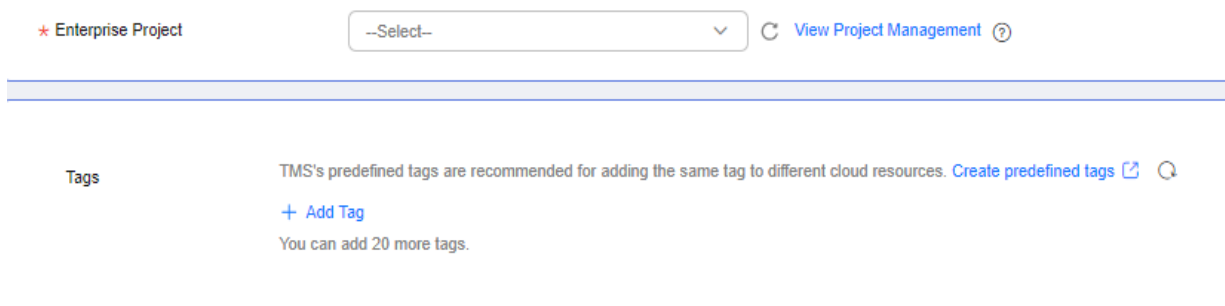 * Enterprise Project --Select-- View Project Management ?
Tags TMS's predefined tags are recommended for adding the same tag to different cloud resources. Create predefined tags
+ Add Tag
You can add 20 more tags.